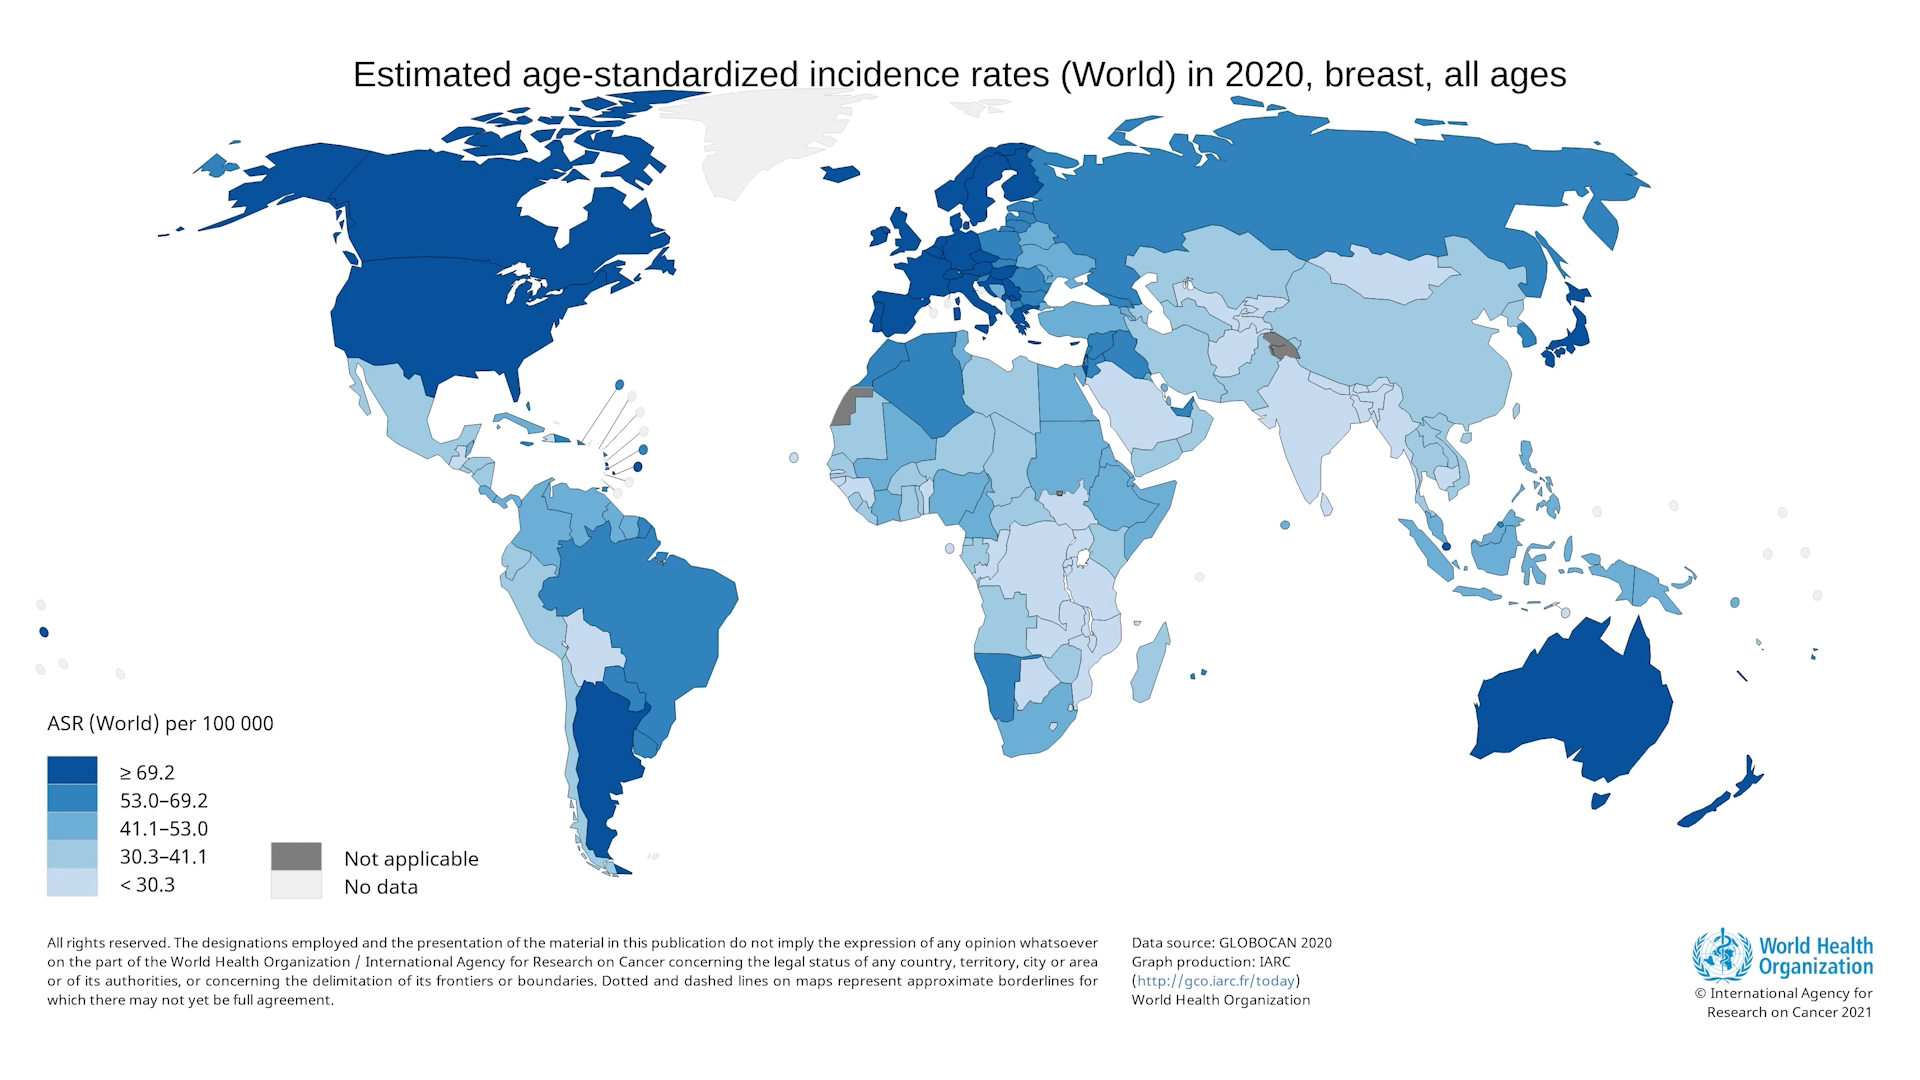 Estimated age-standardized incidence rates (World) in 2020, breast, all ages
ASR (World) per 100 000
≥ 69.2
53.0–69.2
41.1–53.0
30.3–41.1
< 30.3
Not applicable
No data
All rights reserved. The designations employed and the presentation of the material in this publication do not imply the expression of any opinion whatsoever
on the part of the World Health Organization / International Agency for Research on Cancer concerning the legal status of any country, territory, city or area
or of its authorities, or concerning the delimitation of its frontiers or boundaries. Dotted and dashed lines on maps represent approximate borderlines for
which there may not yet be full agreement.
Data source: GLOBOCAN 2020
Graph production: IARC
(http://gco.iarc.fr/today)
World Health Organization
World Health
Organization
© International Agency for
Research on Cancer 2021